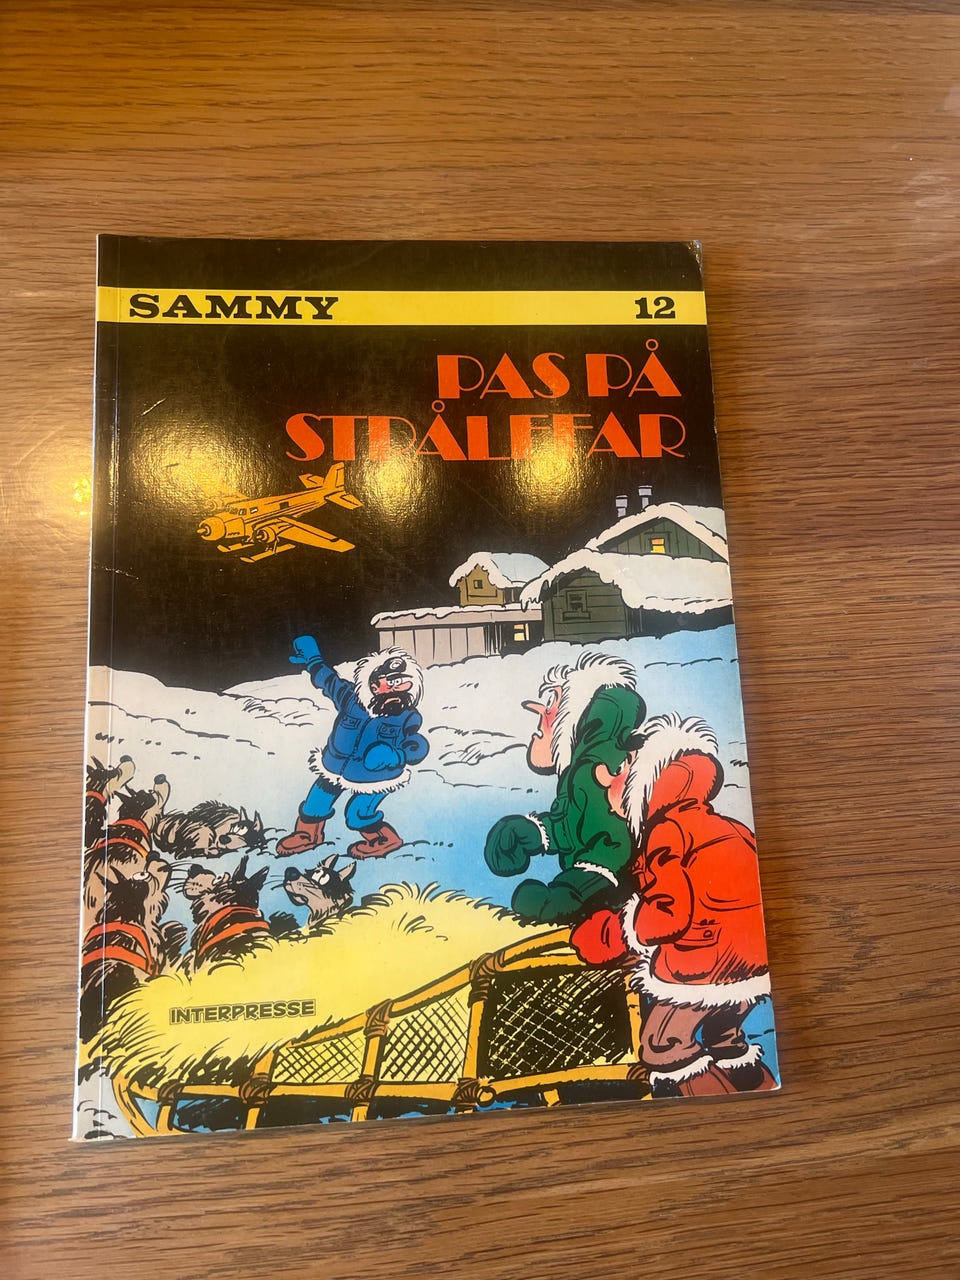 SAMMY 12
PAS PÅ
STRÅLEFAR
INTERPRESSE